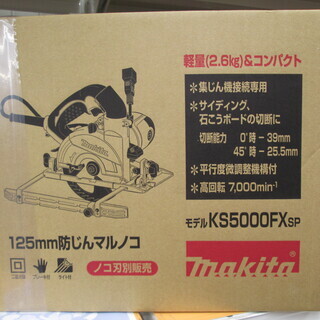 軽量(2.6kg)&コンパクト
＊集じん機接続専用
＊サイディング、
石こうボードの切断に
切断能力 0°時－39mm
45°時－25.5mm
＊平行度微調整機構付
＊高回転 7,000min⁻¹
モデル KS5000FXSP
125mm防じんマルノコ
ノコ刃別販売
makita